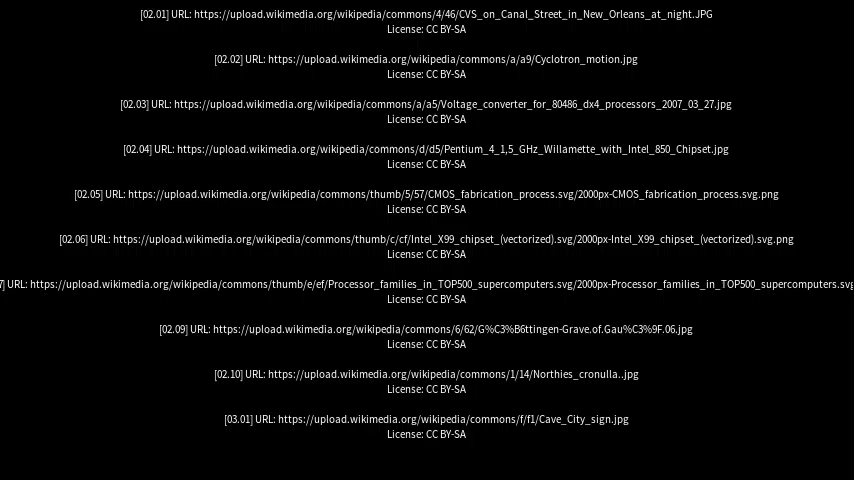 [02.01] URL: https://upload.wikimedia.org/wikipedia/commons/4/46/CVS_on_Canal_Street_in_New_Orleans_at_night.JPG
License: CC BY-SA
[02.02] URL: https://upload.wikimedia.org/wikipedia/commons/a/a9/Cyclotron_motion.jpg
License: CC BY-SA
[02.03] URL: https://upload.wikimedia.org/wikipedia/commons/a/a5/Voltage_converter_for_80486_dx4_processors_2007_03_27.jpg
License: CC BY-SA
[02.04] URL: https://upload.wikimedia.org/wikipedia/commons/d/d5/Pentium_4_1,5_GHz_Willamette_with_Intel_850_Chipset.jpg
License: CC BY-SA
[02.05] URL: https://upload.wikimedia.org/wikipedia/commons/thumb/5/57/CMOS_fabrication_process.svg/2000px-CMOS_fabrication_process.svg.png
License: CC BY-SA
[02.06] URL: https://upload.wikimedia.org/wikipedia/commons/thumb/c/cf/Intel_X99_chipset_(vectorized).svg/2000px-Intel_X99_chipset_(vectorized).svg.png
License: CC BY-SA
7] URL: https://upload.wikimedia.org/wikipedia/commons/thumb/e/ef/Processor_families_in_TOP500_supercomputers.svg/2000px-Processor_families_in_TOP500_supercomputers.svg
License: CC BY-SA
[02.09] URL: https://upload.wikimedia.org/wikipedia/commons/6/62/G%C3%B6ttingen-Grave.of.Gau%C3%9F.06.jpg
License: CC BY-SA
[02.10] URL: https://upload.wikimedia.org/wikipedia/commons/1/14/Northies_cronulla..jpg
License: CC BY-SA
[03.01] URL: https://upload.wikimedia.org/wikipedia/commons/f/f1/Cave_City_sign.jpg
License: CC BY-SA